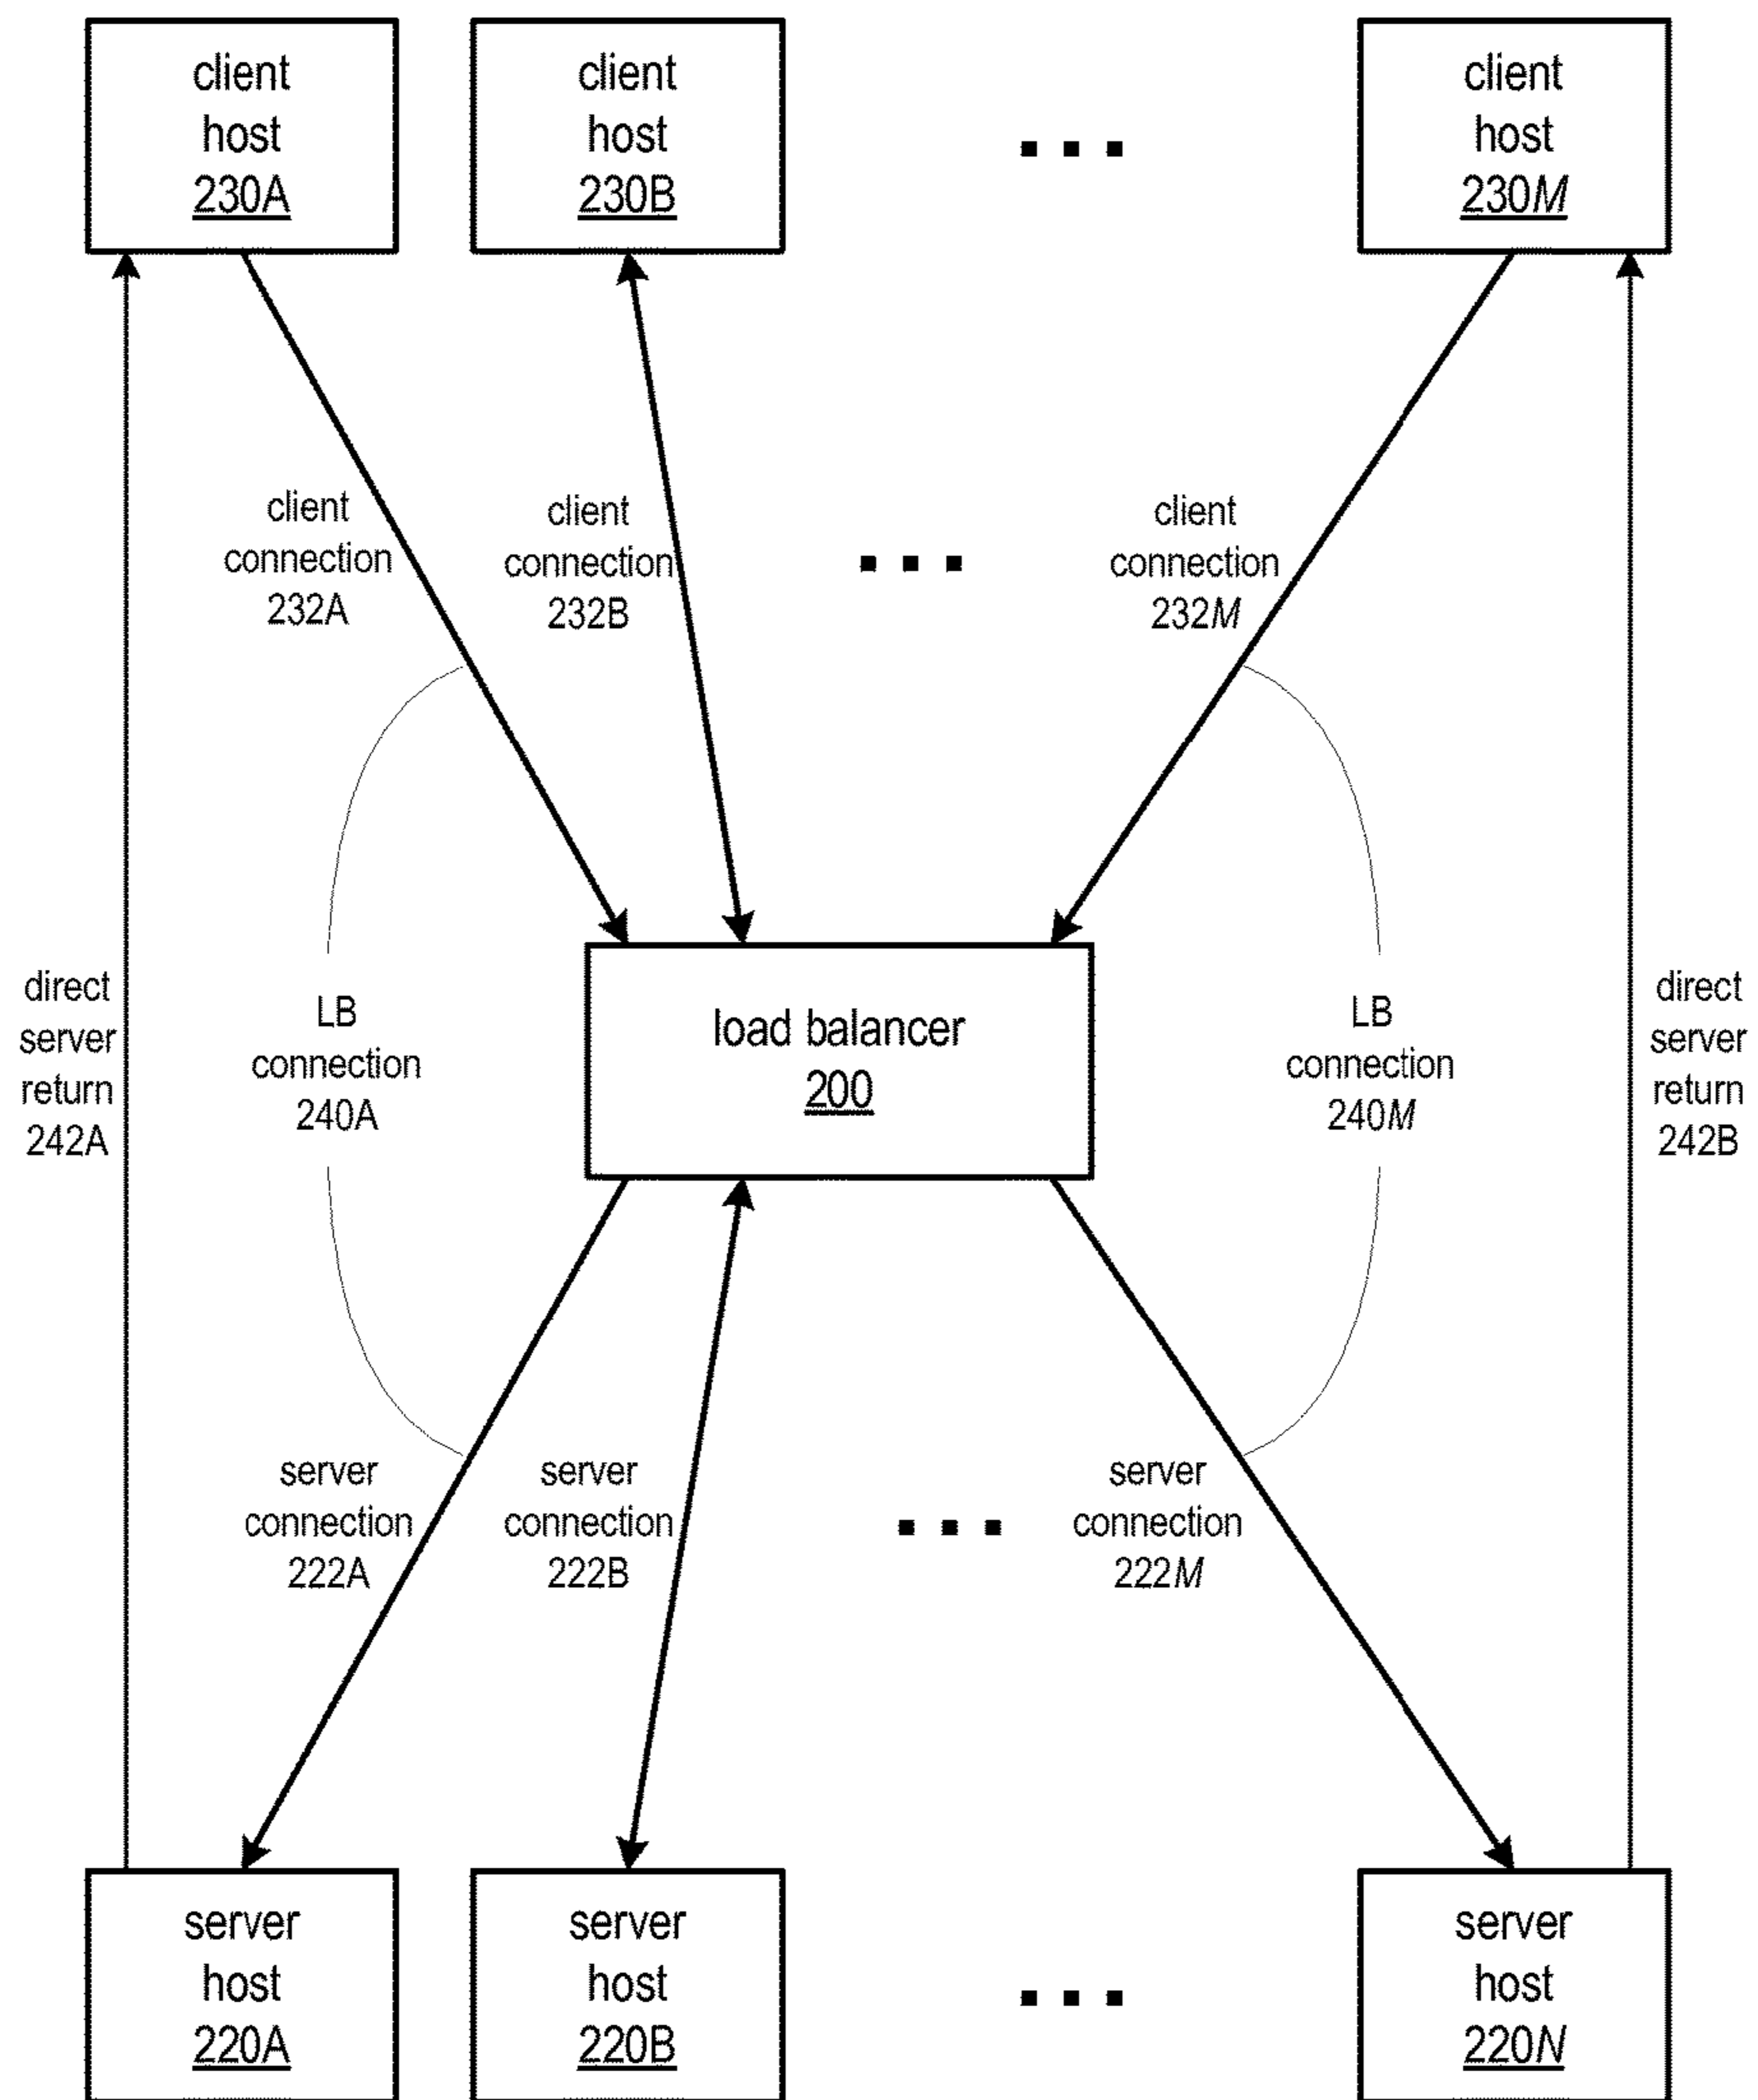 client
host
230A
client
host
230B
client
host
230M
client
connection
232A
client
connection
232B
client
connection
232M
direct
server
return
242A
LB
connection
240A
load balancer
200
LB
connection
240M
direct
server
return
242B
server
connection
222A
server
connection
222B
server
connection
222M
server
host
220A
server
host
220B
server
host
220N